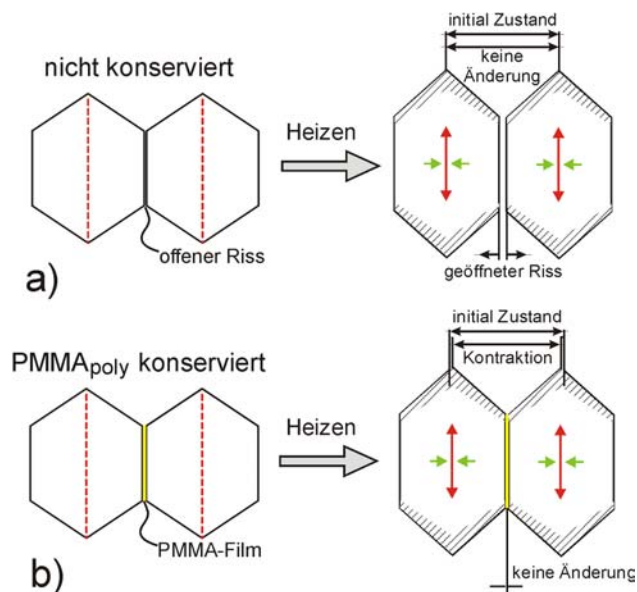 nicht konserviert
Heizen
offener Riss
a)
initial Zustand
keine
Änderung
geöffneter Riss
PMMApoly konserviert
Heizen
PMMA-Film
b)
initial Zustand
Kontraktion
keine Änderung